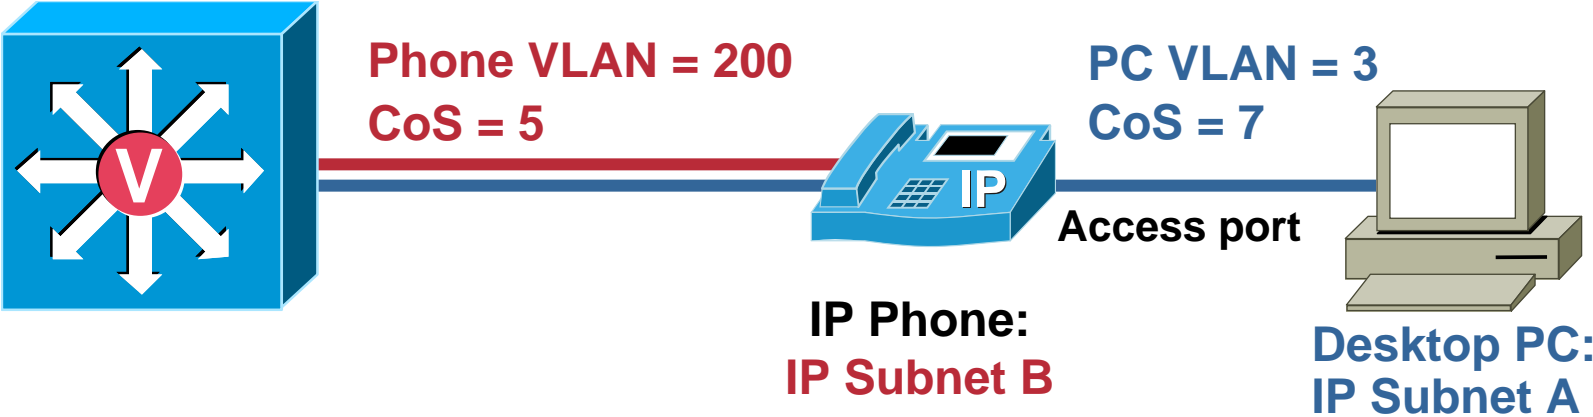 Phone VLAN = 200
CoS = 5
PC VLAN = 3
CoS = 7
V
IP
Access port
IP Phone:
IP Subnet B
Desktop PC:
IP Subnet A